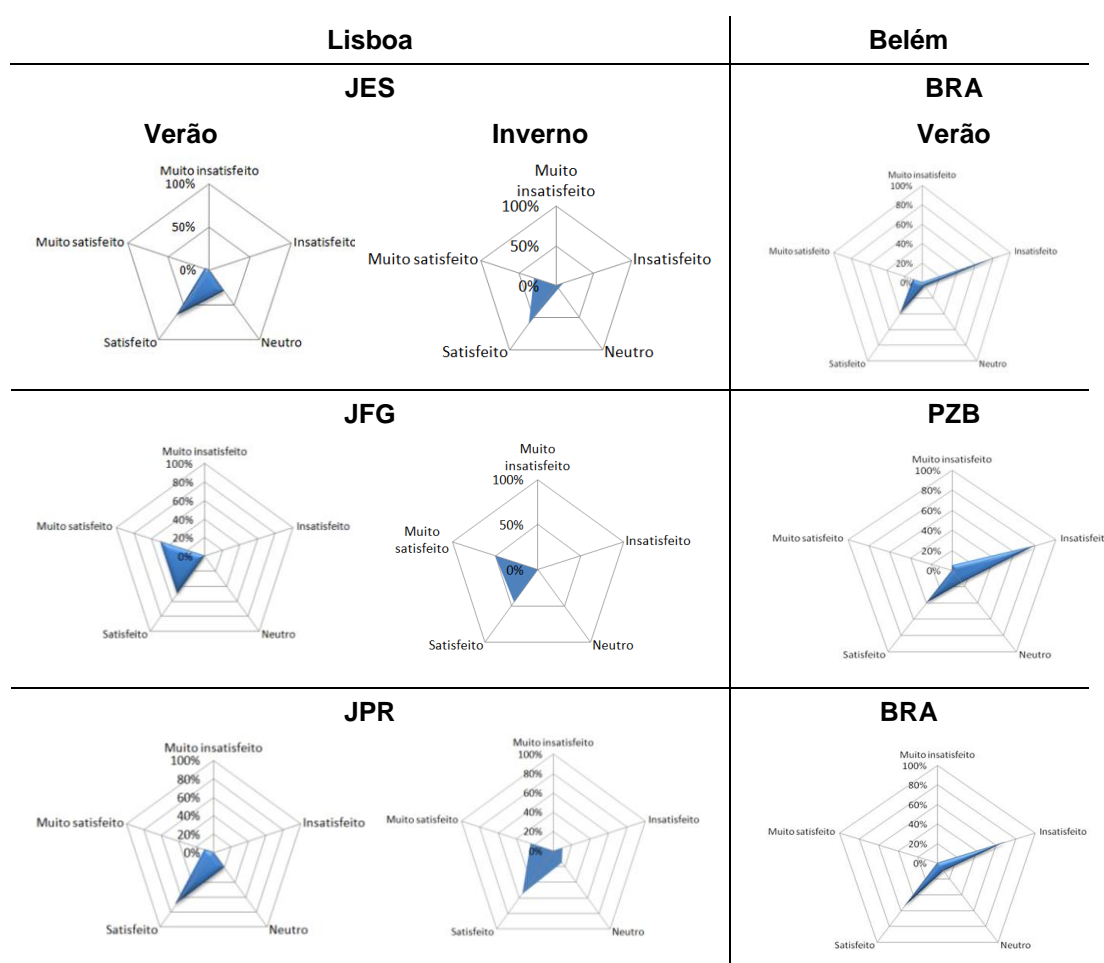 Lisboa
Belém
JES
BRA
Verão
Inverno
Verão
Muito insatisfeito
100%
50%
0%
Muito satisfeito
Insatisfeito
Satisfeito
Neutro
Muito
insatisfeito
100%
50%
0%
Muito satisfeito
Insatisfeito
Satisfeito
Neutro
Muito insatisfeito
100%
80%
60%
40%
20%
0%
Muito satisfeito
Insatisfeito
Satisfeito
Neutro
JFG
PZB
Muito insatisfeito
100%
80%
60%
40%
20%
0%
Muito satisfeito
Insatisfeito
Satisfeito
Neutro
Muito
insatisfeito
100%
50%
0%
Muito
satisfeito
Insatisfeito
Satisfeito
Neutro
Muito insatisfeito
100%
80%
60%
40%
20%
0%
Muito satisfeito
Insatisfeit
Satisfeito
Neutro
JPR
BRA
Muito insatisfeito
100%
80%
60%
40%
20%
0%
Muito satisfeito
Insatisfeito
Satisfeito
Neutro
Muito insatisfeito
100%
80%
60%
40%
20%
0%
Muito satisfeito
Insatisfeito
Satisfeito
Neutro
Muito insatisfeito
100%
80%
60%
40%
20%
0%
Muito satisfeito
Insatisfeito
Satisfeito
Neutro